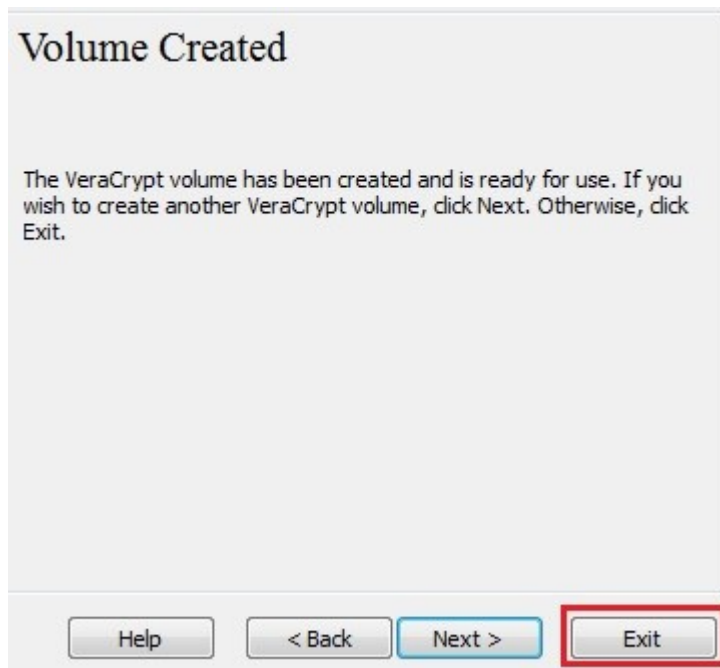 Volume Created
The VeraCrypt volume has been created and is ready for use. If you
wish to create another VeraCrypt volume, click Next. Otherwise, click
Exit.
Help
< Back
Next >
Exit